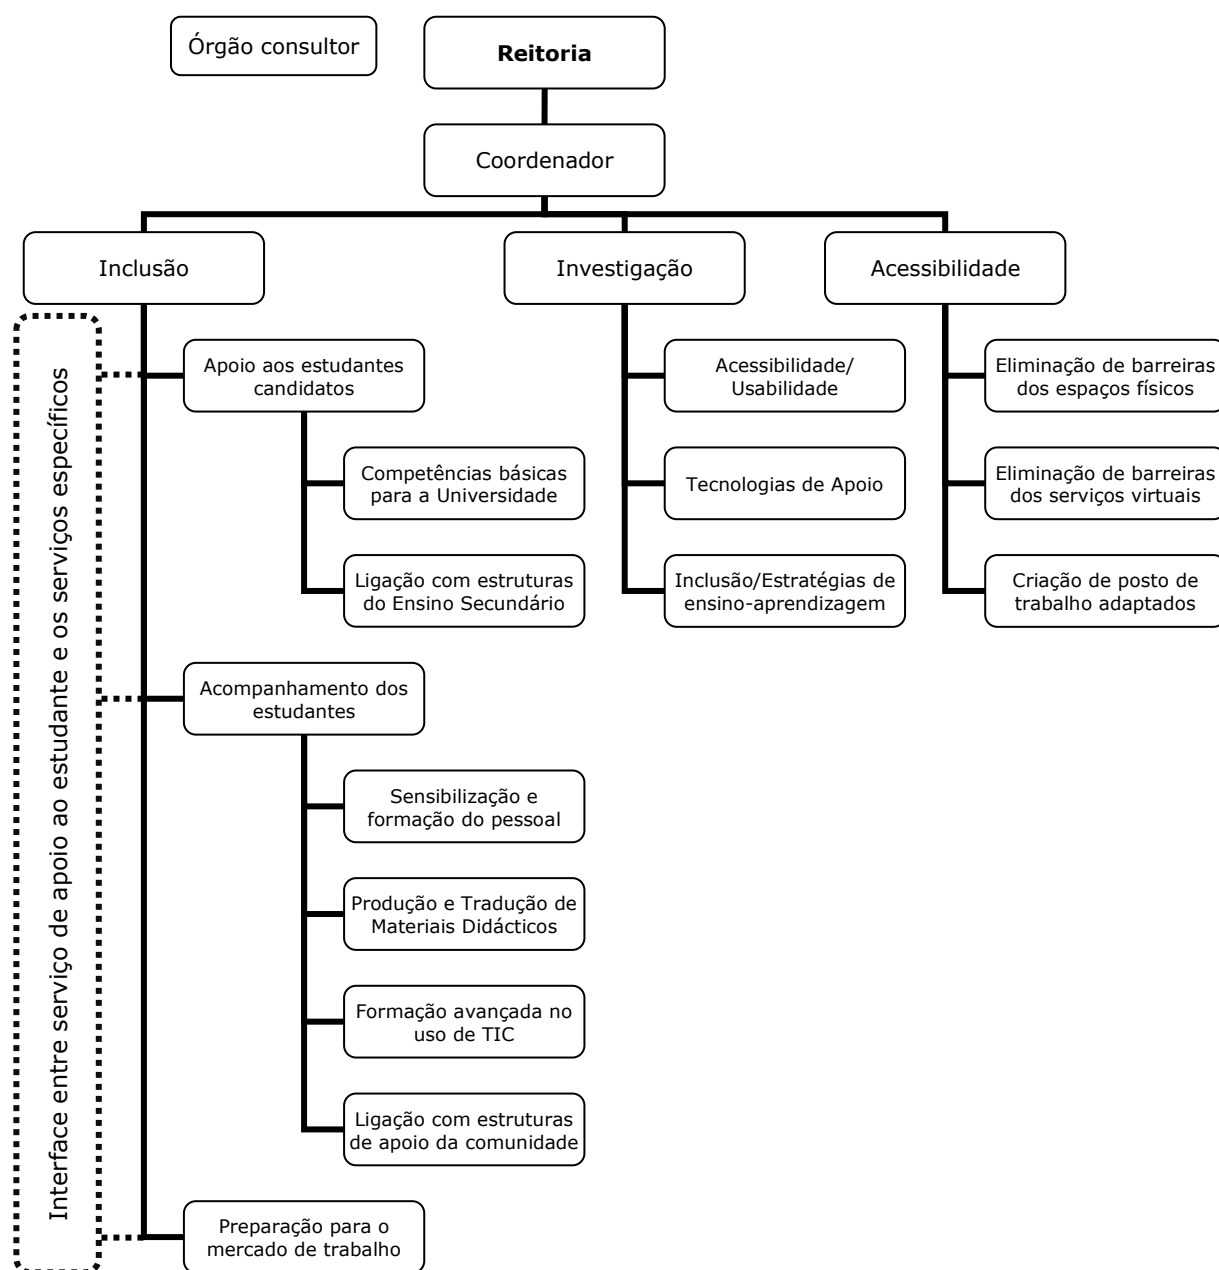 Órgão consultor
Reitoria
Coordenador
Inclusão
Investigação
Acessibilidade
Interface entre serviço de apoio ao estudante e os serviços específicos
Apoio aos estudantes
candidatos
Competências básicas
para a Universidade
Ligação com estruturas
do Ensino Secundário
Acompanhamento dos
estudantes
Sensibilização e
formação do pessoal
Produção e Tradução de
Materiais Didácticos
Formação avançada no
uso de TIC
Ligação com estruturas
de apoio da comunidade
Preparação para o
mercado de trabalho
Acessibilidade/
Usabilidade
Tecnologias de Apoio
Inclusão/Estratégias de
ensino-aprendizagem
Eliminação de barreiras
dos espaços físicos
Eliminação de barreiras
dos serviços virtuais
Criação de posto de
trabalho adaptados